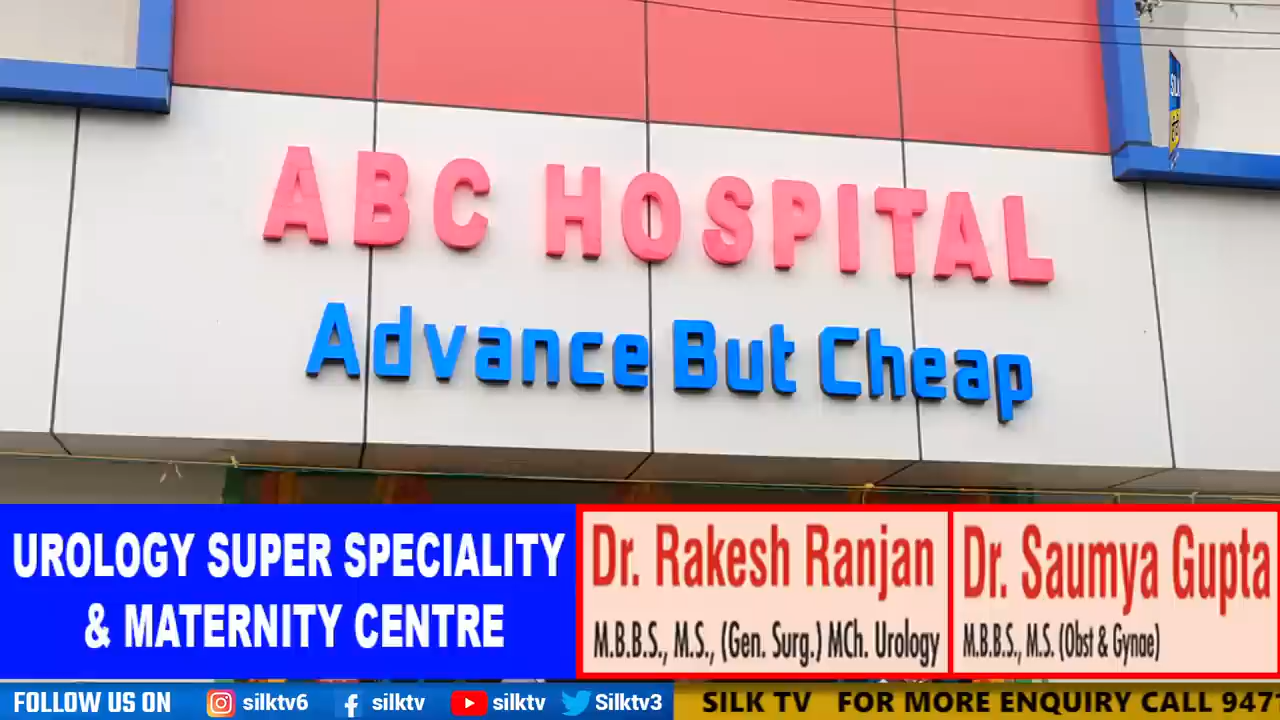 ABC HOSPITAL
Advance But Cheap
UROLOGY SUPER SPECIALITY
& MATERNITY CENTRE
Dr. Rakesh Ranjan
M.B.B.S., M.S., (Gen. Surg.) MCh. Urology
Dr. Saumya Gupta
M.B.B.S., M.S. (Obst & Gynae)
FOLLOW US ON silktv6 silktv silktv Silktv3 SILK TV FOR MORE ENQUIRY CALL 947